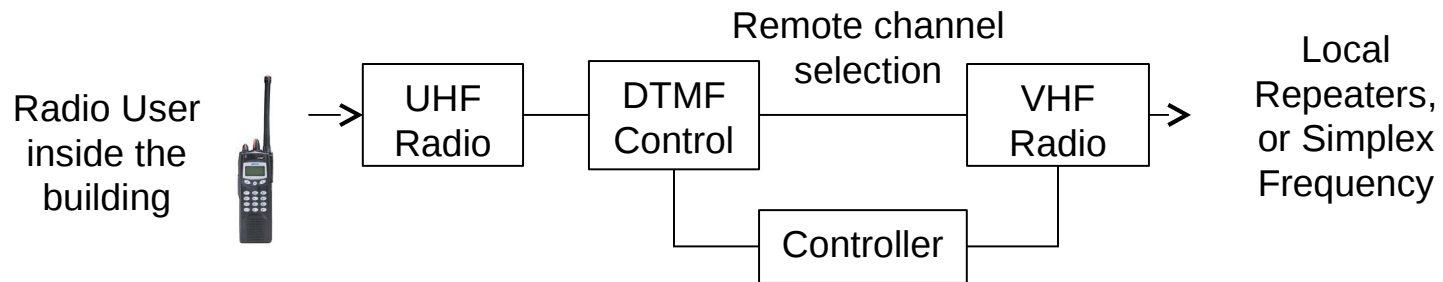 Radio User
inside the
building
UHF
Radio
DTMF
Control
Remote channel
selection
VHF
Radio
Controller
Local
Repeaters,
or Simplex
Frequency